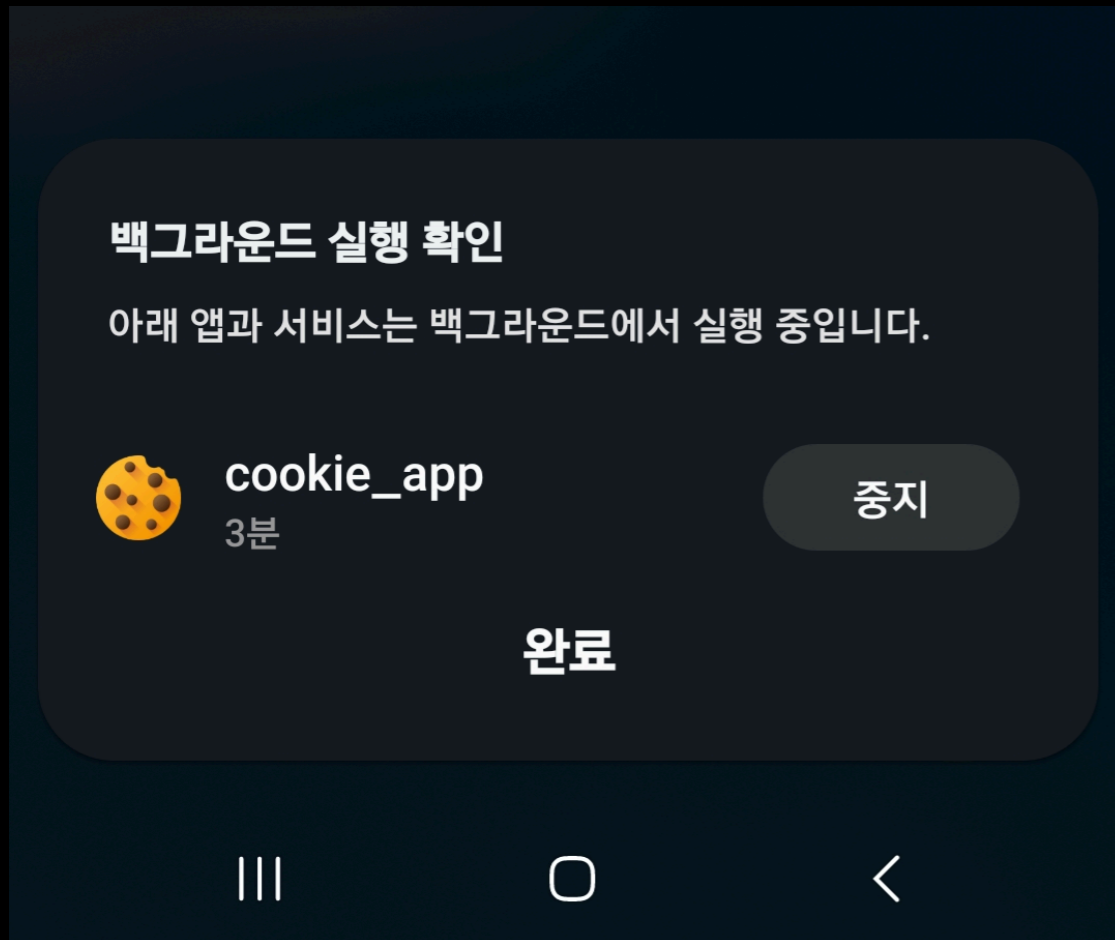 백그라운드 실행 확인
아래 앱과 서비스는 백그라운드에서 실행 중입니다.
cookie_app
중지
3분
완료